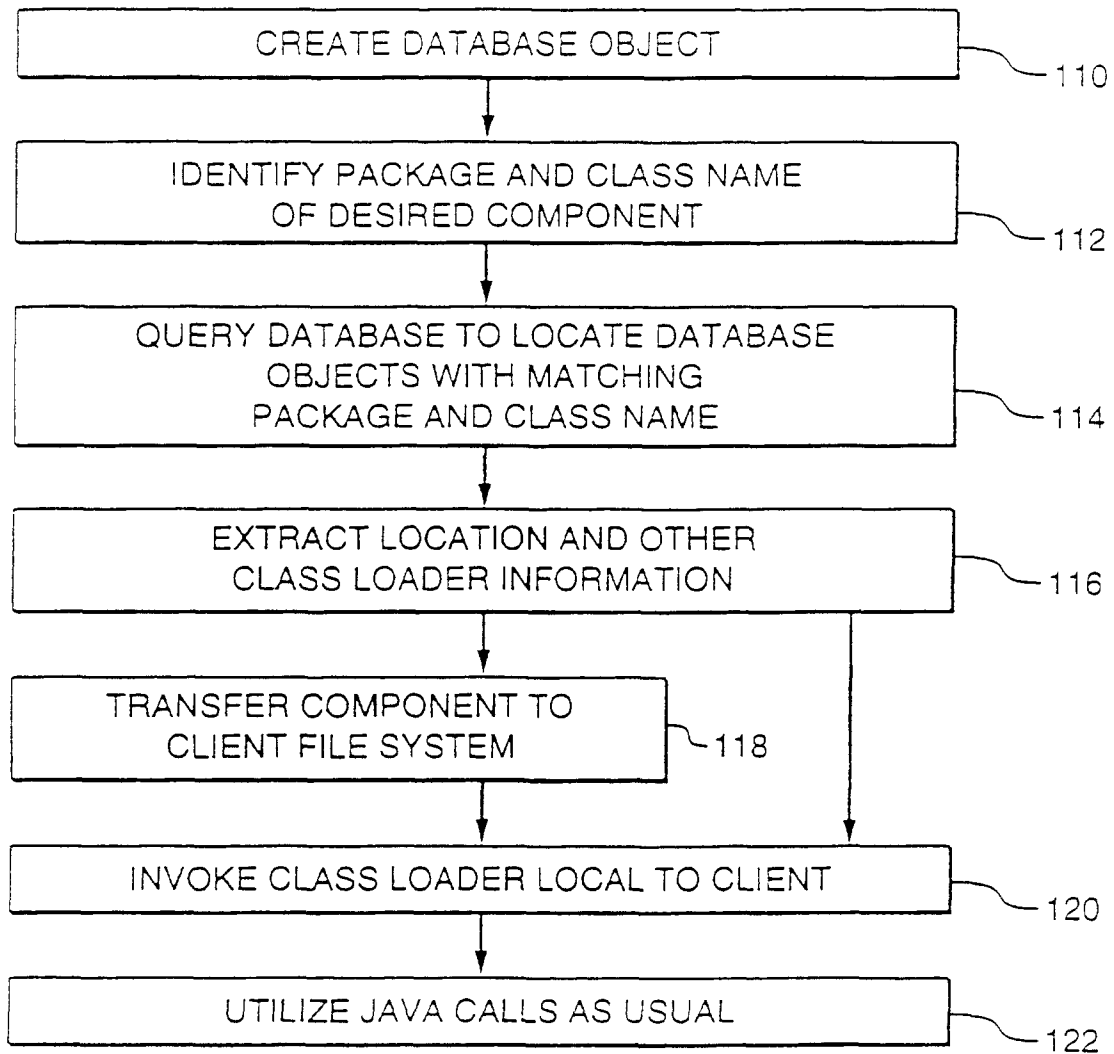 CREATE DATABASE OBJECT
110
IDENTIFY PACKAGE AND CLASS NAME
OF DESIRED COMPONENT
112
QUERY DATABASE TO LOCATE DATABASE
OBJECTS WITH MATCHING
PACKAGE AND CLASS NAME
114
EXTRACT LOCATION AND OTHER
CLASS LOADER INFORMATION
116
TRANSFER COMPONENT TO
CLIENT FILE SYSTEM
118
INVOKE CLASS LOADER LOCAL TO CLIENT
120
UTILIZE JAVA CALLS AS USUAL
122